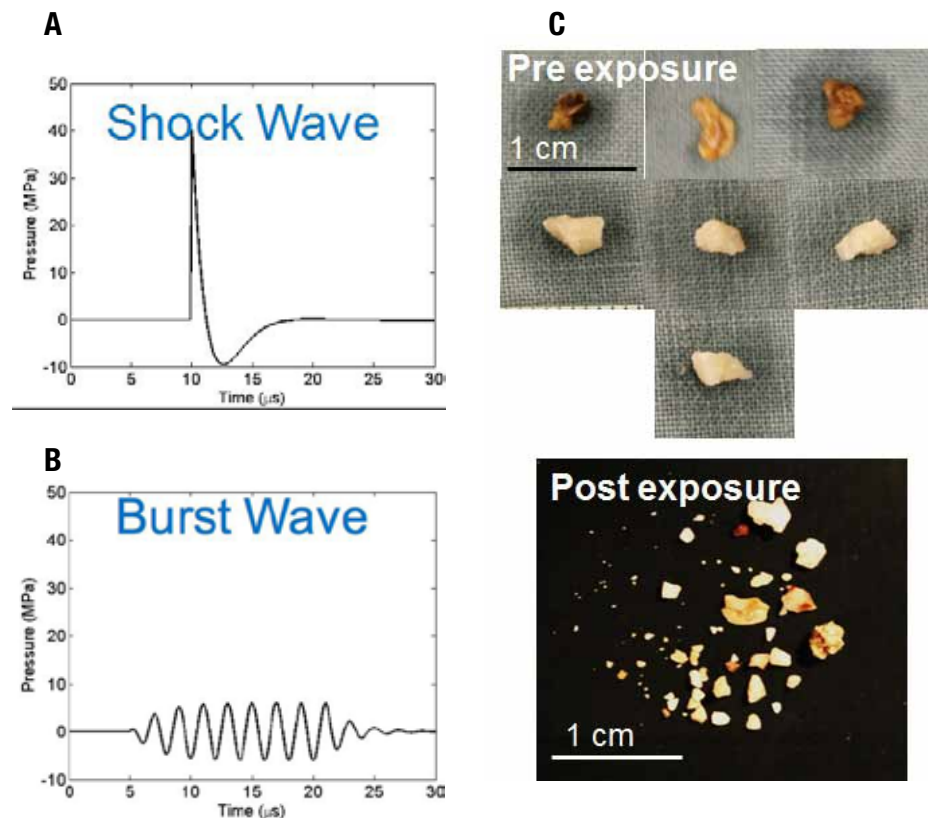 A
Shock Wave
50
40
30
20
10
0
-10
Pressure (MPa)
0 5 10 15 20 25 30
Time (μs)
B
Burst Wave
50
40
30
20
10
0
-10
Pressure (MPa)
0 5 10 15 20 25 30
Time (μs)
C
Pre exposure
1 cm
Post exposure
1 cm